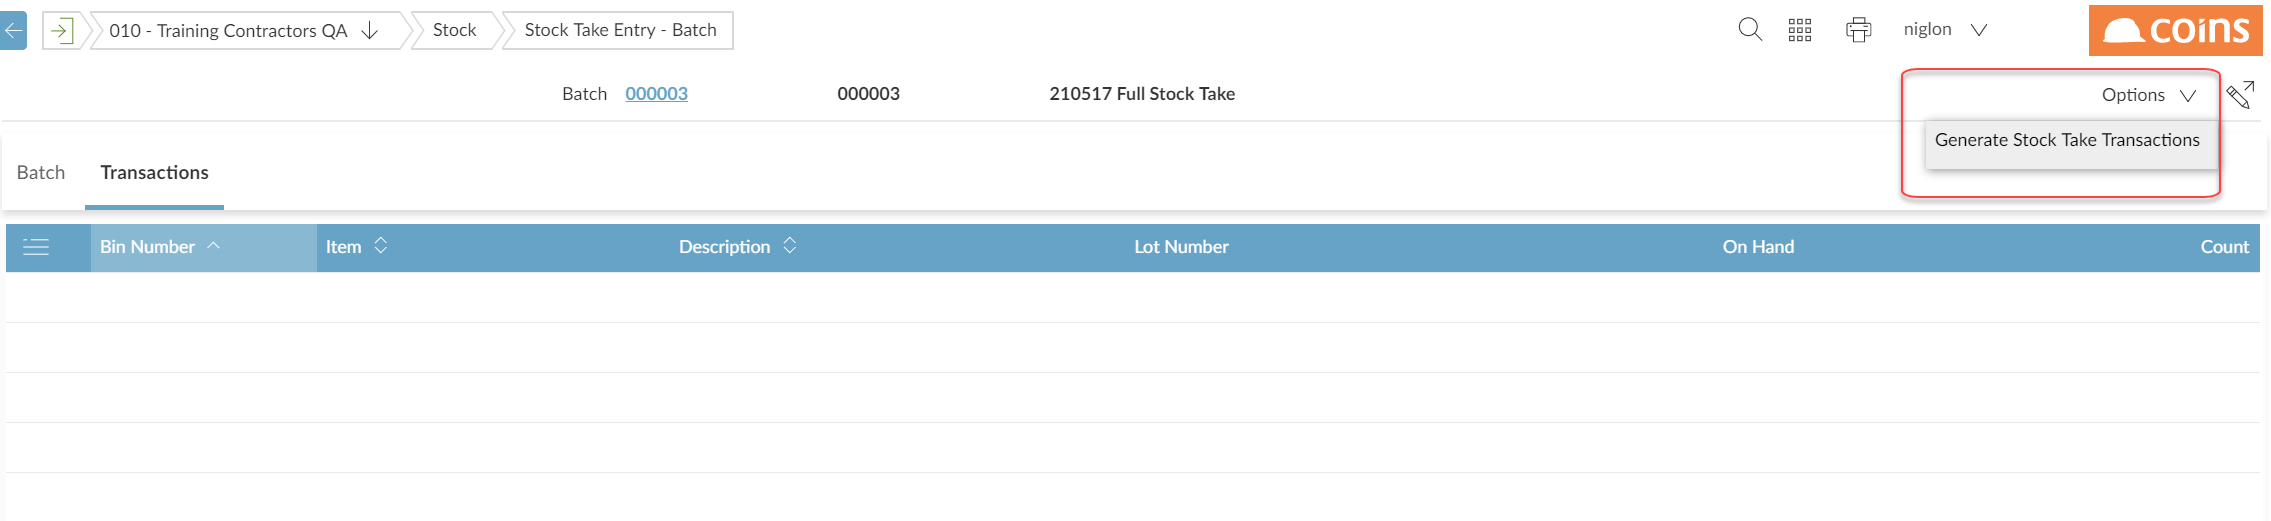 010 - Training Contractors QA Stock Stock Take Entry - Batch niglon coins
Batch 000003 000003 210517 Full Stock Take Options
Generate Stock Take Transactions
Batch Transactions
Bin Number Item Description Lot Number On Hand Count